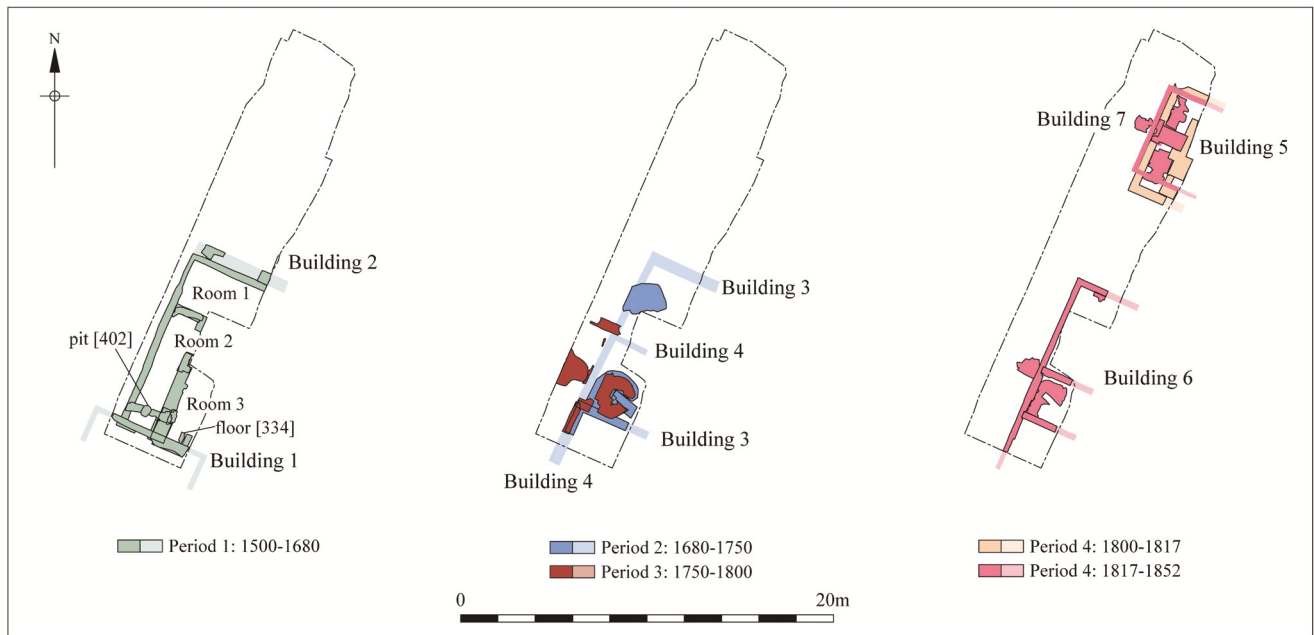 N
Building 2
Room 1
Room 2
pit [402]
Room 3
floor [334]
Building 1
Period 1: 1500-1680
Building 3
Building 4
Building 3
Building 4
Period 2: 1680-1750
Period 3: 1750-1800
Building 7
Building 5
Building 6
Period 4: 1800-1817
Period 4: 1817-1852
0
20m